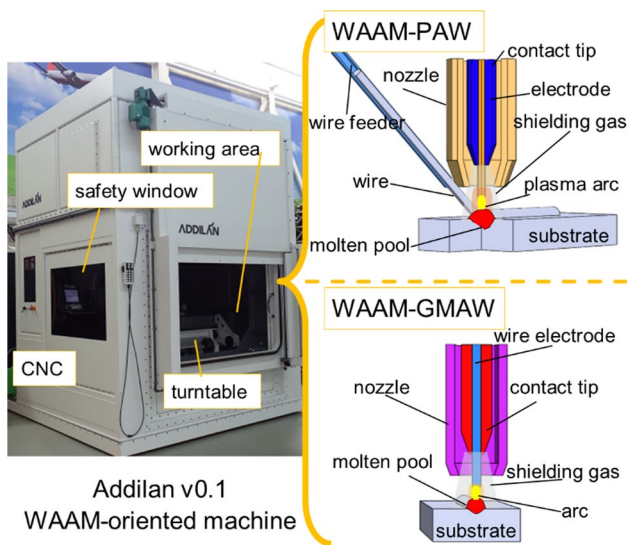 WAAM-PAW
contact tip
nozzle
electrode
wire feeder
shielding gas
wire
plasma arc
molten pool
substrate
working area
safety window
ADDILAN
ADDILAN
CNC
turntable
Addilan v0.1
WAAM-oriented machine
WAAM-GMAW
wire electrode
nozzle
contact tip
molten pool
shielding gas
arc
substrate